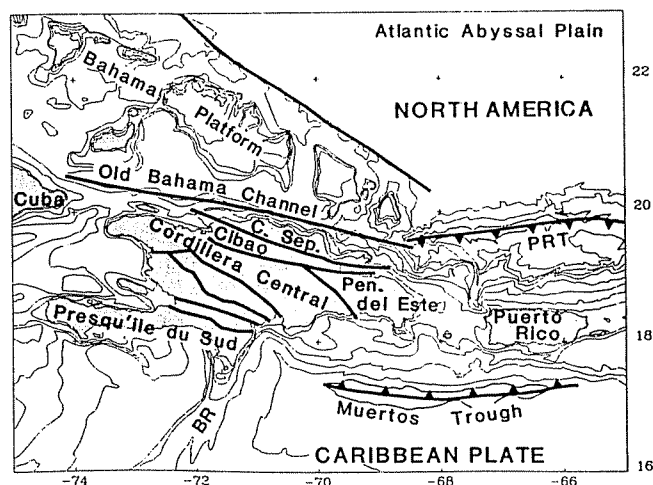 Atlantic Abyssal Plain
22
Bahama
Platform
NORTH AMERICA
Old Bahama Channel
20
Cuba
C. Sep.
PRT
Cibao
Cordillera Central
Pen.
del Este
Puerto
Rico
Presqu'ile du Sud
18
BR
Muertos Trough
CARIBBEAN PLATE
16
-74
-72
-70
-68
-66